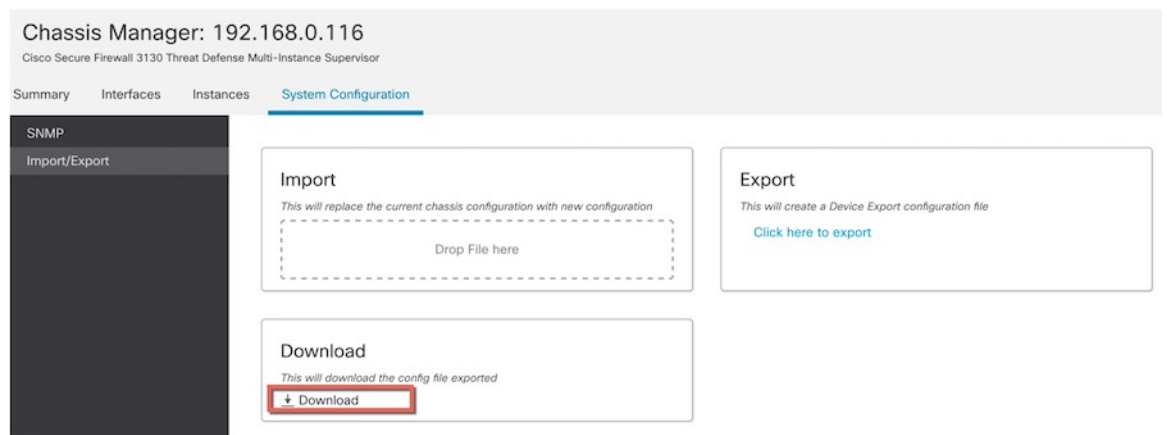 Chassis Manager: 192.168.0.116
Cisco Secure Firewall 3130 Threat Defense Multi-Instance Supervisor
Summary Interfaces Instances System Configuration
SNMP
Import/Export
Import
This will replace the current chassis configuration with new configuration
Drop File here
Export
This will create a Device Export configuration file
Click here to export
Download
This will download the config file exported
Download